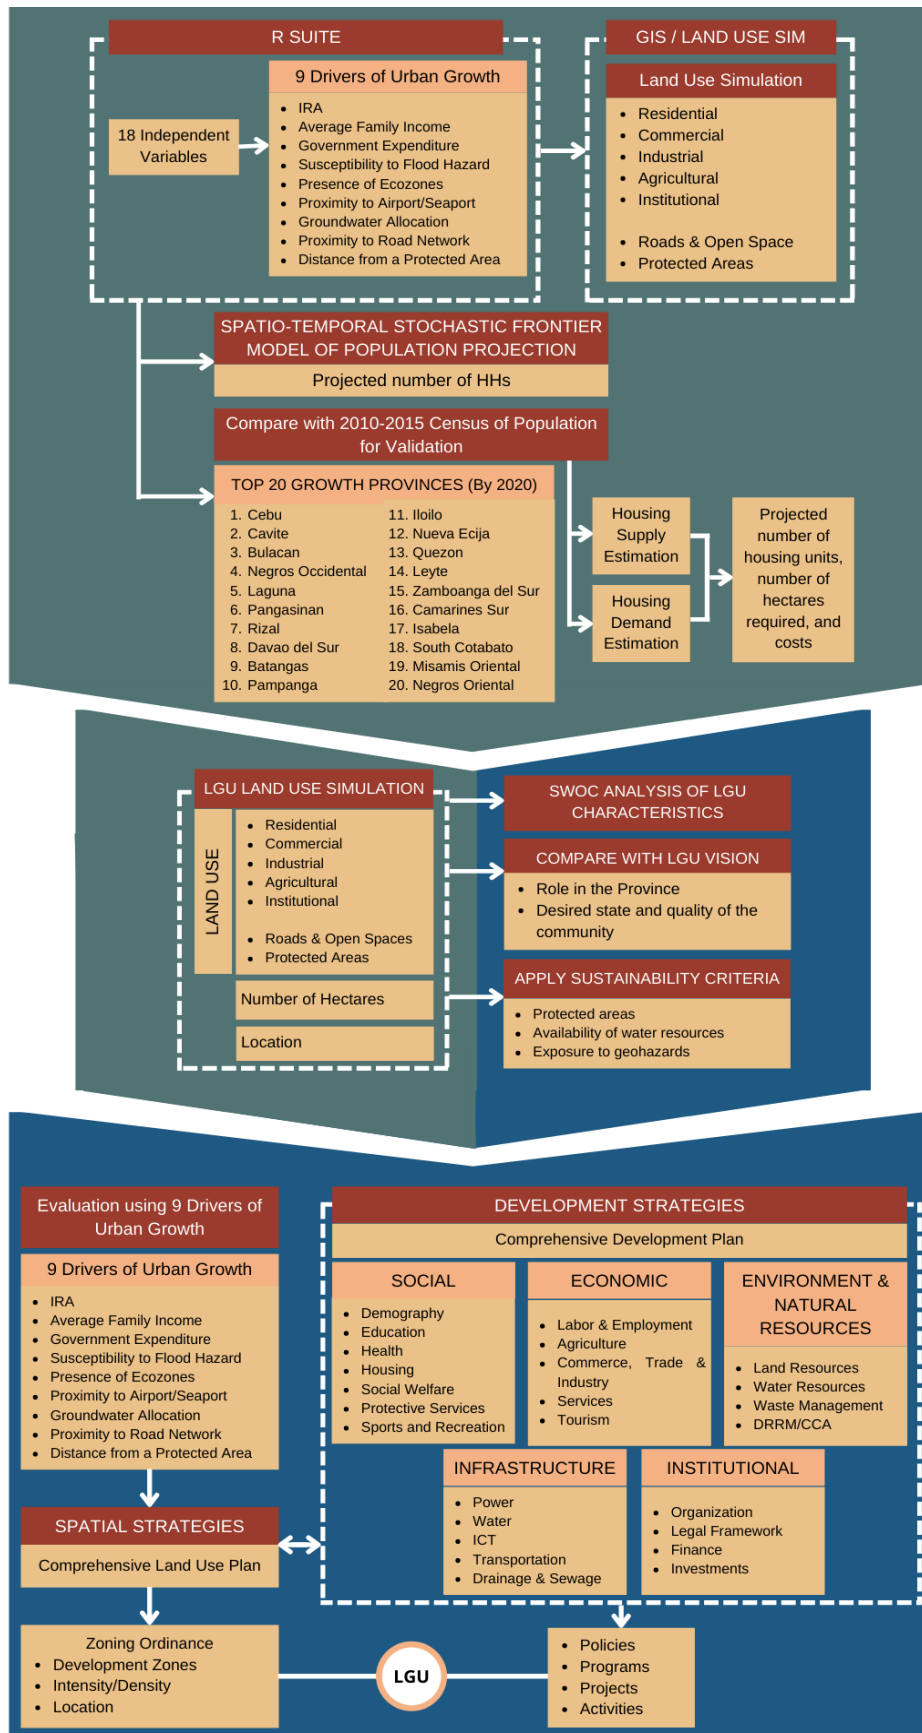 R SUITE
18 Independent
Variables
9 Drivers of Urban Growth
• IRA
• Average Family Income
• Government Expenditure
• Susceptibility to Flood Hazard
• Presence of Ecozones
• Proximity to Airport/Seaport
• Groundwater Allocation
• Proximity to Road Network
• Distance from a Protected Area
GIS / LAND USE SIM
Land Use Simulation
• Residential
• Commercial
• Industrial
• Agricultural
• Institutional
• Roads & Open Space
• Protected Areas
SPATIO-TEMPORAL STOCHASTIC FRONTIER
MODEL OF POPULATION PROJECTION
Projected number of HHs
Compare with 2010-2015 Census of Population
for Validation
TOP 20 GROWTH PROVINCES (By 2020)
1. Cebu
2. Cavite
3. Bulacan
4. Negros Occidental
5. Laguna
6. Pangasinan
7. Rizal
8. Davao del Sur
9. Batangas
10. Pampanga
11. Iloilo
12. Nueva Ecija
13. Quezon
14. Leyte
15. Zamboanga del Sur
16. Camarines Sur
17. Isabela
18. South Cotabato
19. Misamis Oriental
20. Negros Oriental
Housing
Supply
Estimation
Housing
Demand
Estimation
Projected
number of
housing units,
number of
hectares
required, and
costs
LGU LAND USE SIMULATION
LAND USE
• Residential
• Commercial
• Industrial
• Agricultural
• Institutional
• Roads & Open Spaces
• Protected Areas
Number of Hectares
Location
SWOC ANALYSIS OF LGU
CHARACTERISTICS
COMPARE WITH LGU VISION
• Role in the Province
• Desired state and quality of the
community
APPLY SUSTAINABILITY CRITERIA
• Protected areas
• Availability of water resources
• Exposure to geohazards
Evaluation using 9 Drivers of
Urban Growth
9 Drivers of Urban Growth
• IRA
• Average Family Income
• Government Expenditure
• Susceptibility to Flood Hazard
• Presence of Ecozones
• Proximity to Airport/Seaport
• Groundwater Allocation
• Proximity to Road Network
• Distance from a Protected Area
SPATIAL STRATEGIES
Comprehensive Land Use Plan
Zoning Ordinance
• Development Zones
• Intensity/Density
• Location
DEVELOPMENT STRATEGIES
Comprehensive Development Plan
SOCIAL
• Demography
• Education
• Health
• Housing
• Social Welfare
• Protective Services
• Sports and Recreation
ECONOMIC
• Labor & Employment
• Agriculture
• Commerce, Trade &
Industry
• Services
• Tourism
ENVIRONMENT &
NATURAL
RESOURCES
• Land Resources
• Water Resources
• Waste Management
• DRRM/CCA
INFRASTRUCTURE
• Power
• Water
• ICT
• Transportation
• Drainage & Sewage
INSTITUTIONAL
• Organization
• Legal Framework
• Finance
• Investments
LGU
• Policies
• Programs
• Projects
• Activities